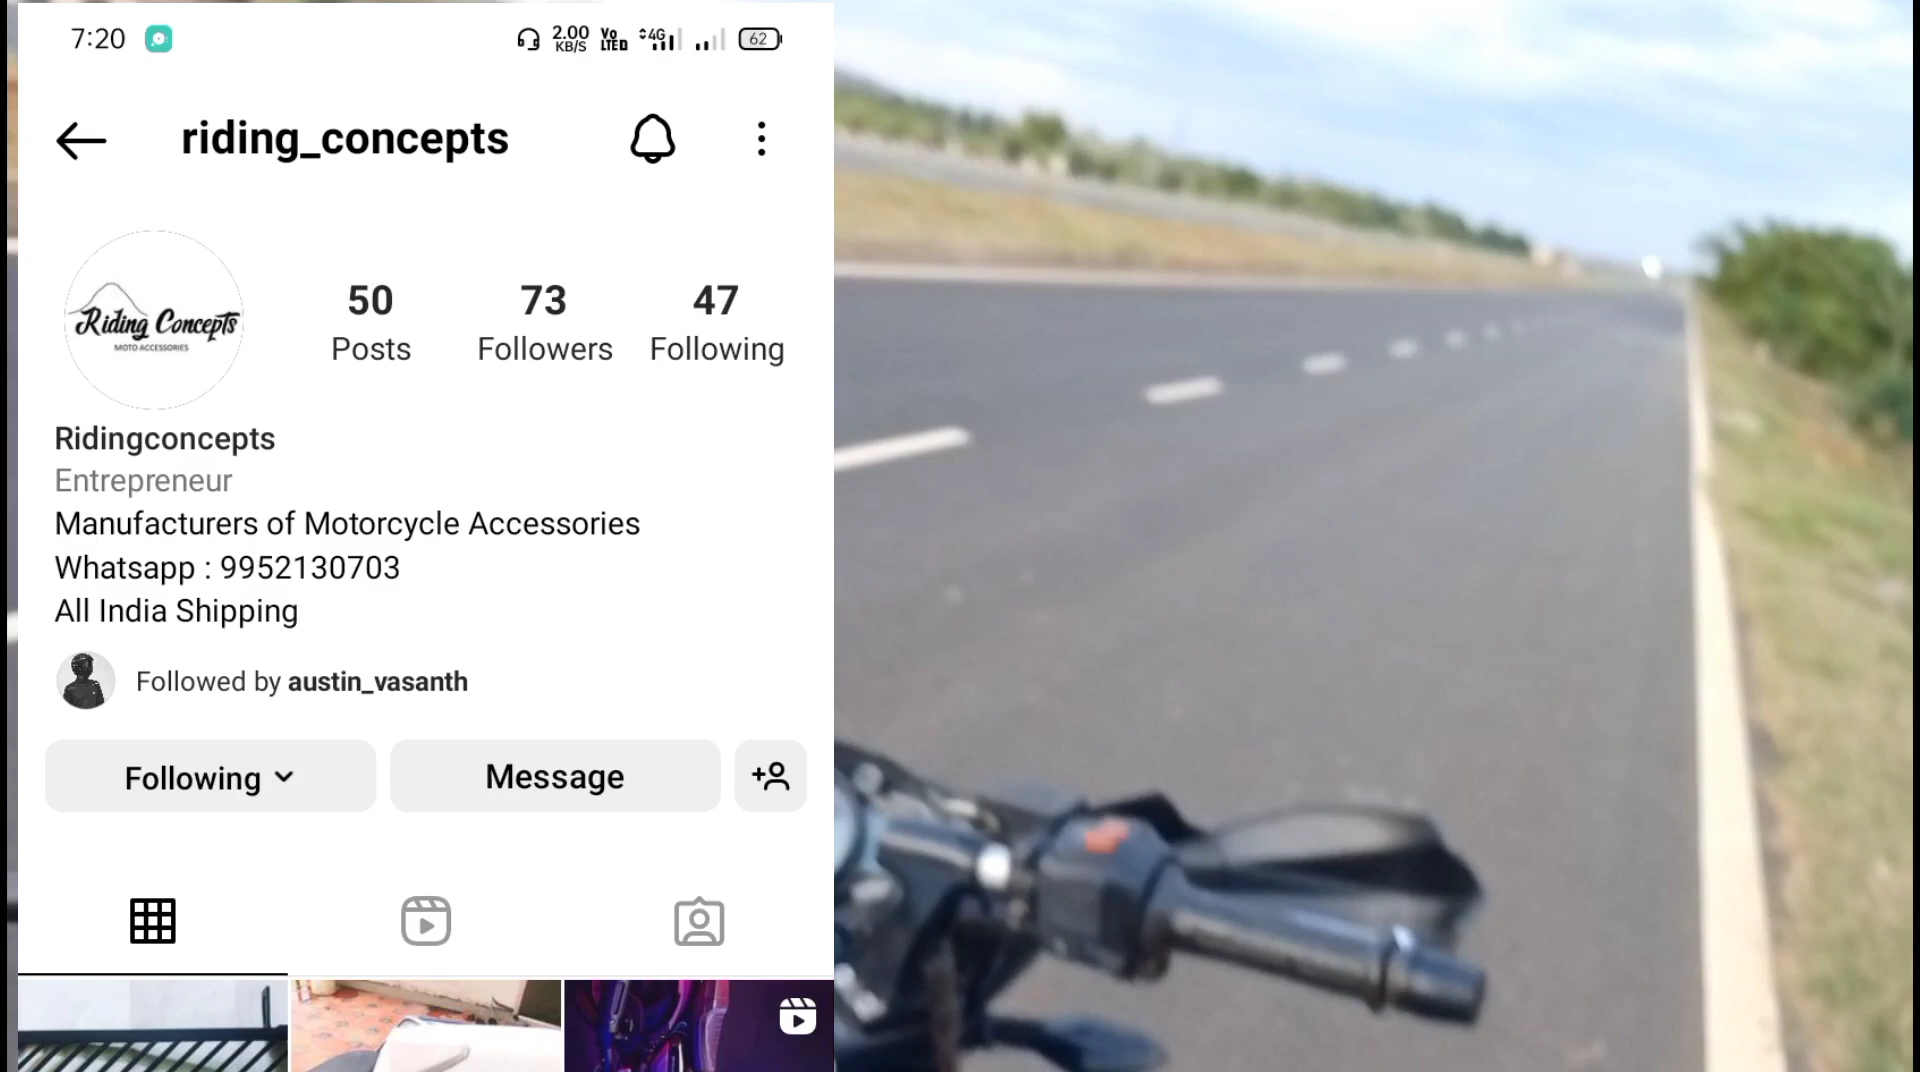 7:20
2.00
KB/S
Vo
LTED
4G
62
riding_concepts
Riding Concepts
MOTO ACCESSORIES
50
73
47
Posts
Followers
Following
Ridingconcepts
Entrepreneur
Manufacturers of Motorcycle Accessories
Whatsapp : 9952130703
All India Shipping
Followed by austin_vasanth
Following
Message